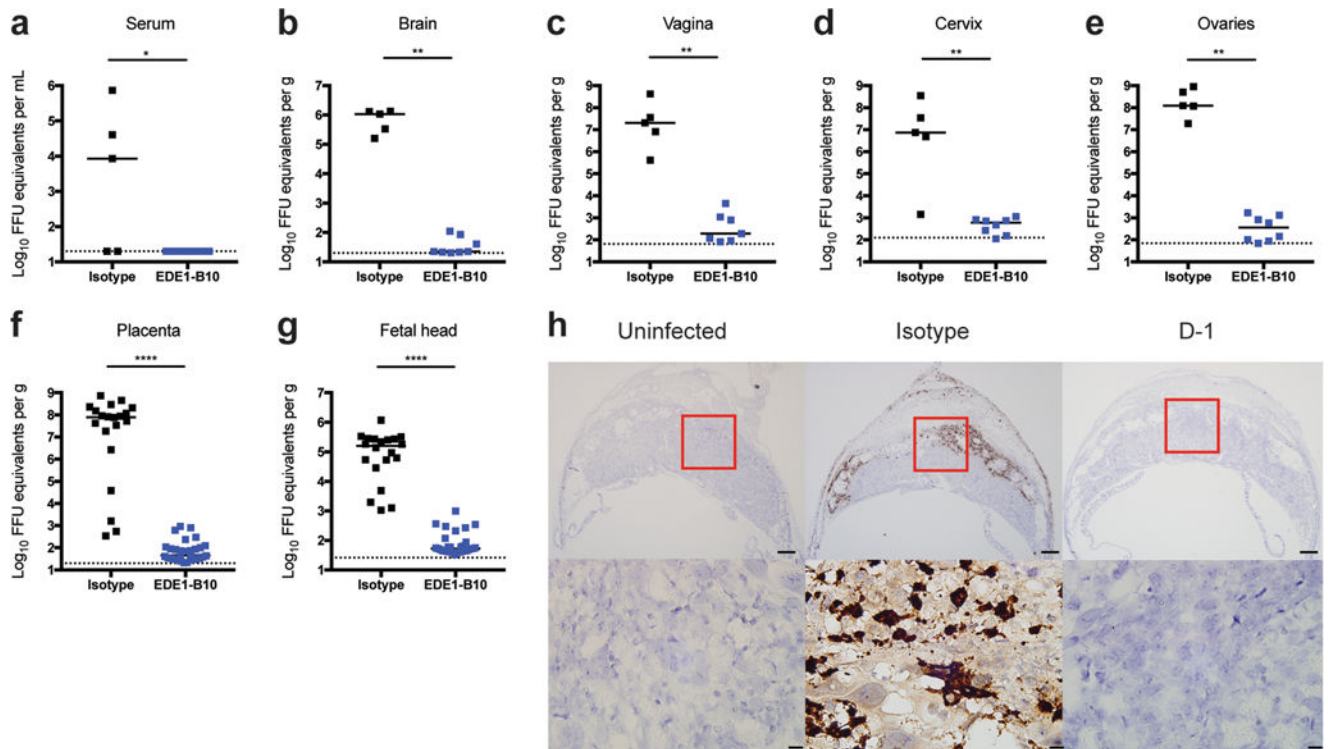 a Serum
*
Log10 FFU equivalents per mL
6
5
4
3
2
1
Isotype EDE1-B10
b Brain
**
Log10 FFU equivalents per g
7
6
5
4
3
2
1
Isotype EDE1-B10
c Vagina
**
Log10 FFU equivalents per g
9
8
7
6
5
4
3
2
1
Isotype EDE1-B10
d Cervix
**
Log10 FFU equivalents per g
9
8
7
6
5
4
3
2
1
Isotype EDE1-B10
e Ovaries
**
Log10 FFU equivalents per g
9
8
7
6
5
4
3
2
1
Isotype EDE1-B10
f Placenta
****
Log10 FFU equivalents per g
9
8
7
6
5
4
3
2
1
Isotype EDE1-B10
g Fetal head
****
Log10 FFU equivalents per g
7
6
5
4
3
2
1
Isotype EDE1-B10
h Uninfected Isotype D-1